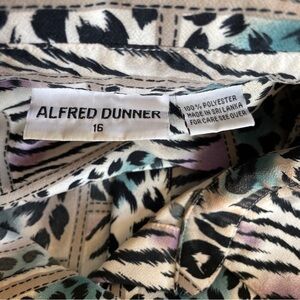 ALFRED DUNNER
16
100% POLYESTER
MADE IN SRI LANKA
FOR CARE SEE OVER